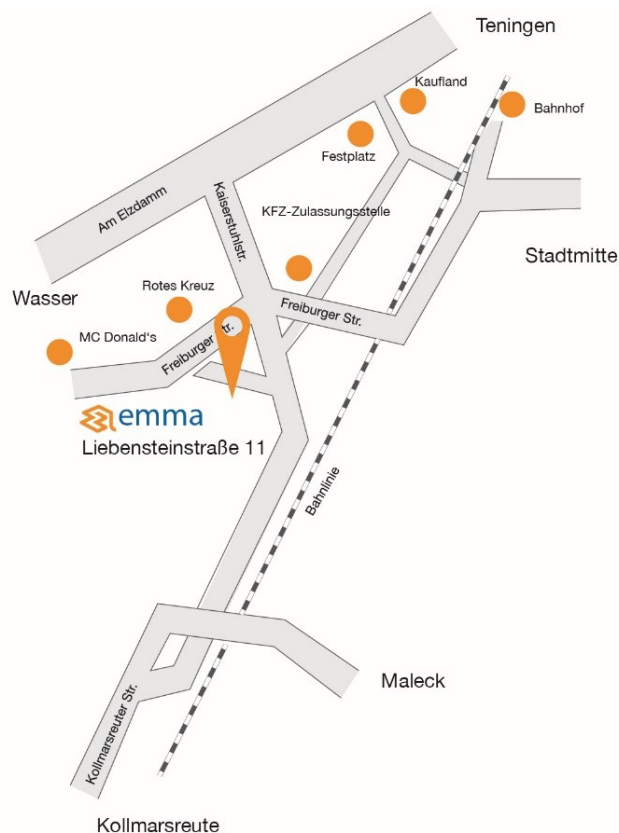 Teningen
Kaufland
Bahnhof
Festplatz
Am Elzdamm
Kaiserstuhlstr.
KFZ-Zulassungsstelle
Stadtmitte
Wasser
Rotes Kreuz
Freiburger Str.
MC Donald's
Freiburger Str.
emma
Liebensteinstraße 11
Bahnlinie
Maleck
Kollmarsreuter Str.
Kollmarsreute